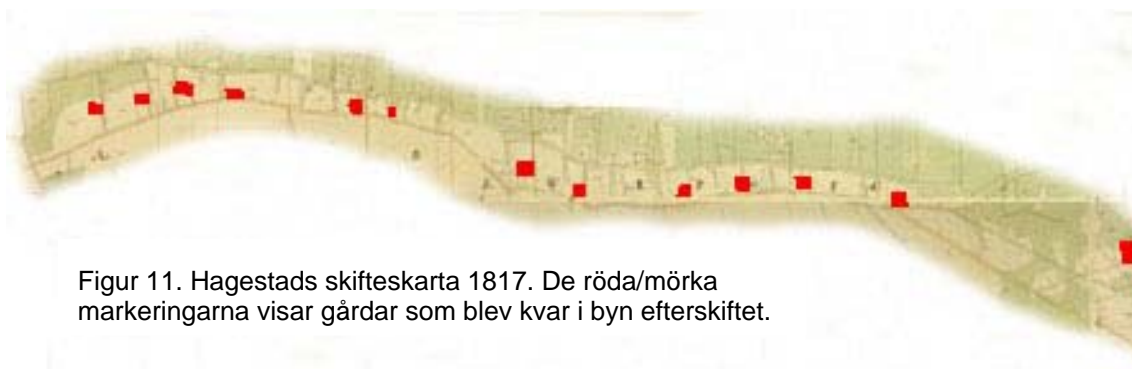 Figur 11. Hagestads skifteskarta 1817. De röda/mörka
markeringarna visar gårdar som blev kvar i byn efterskiftet.